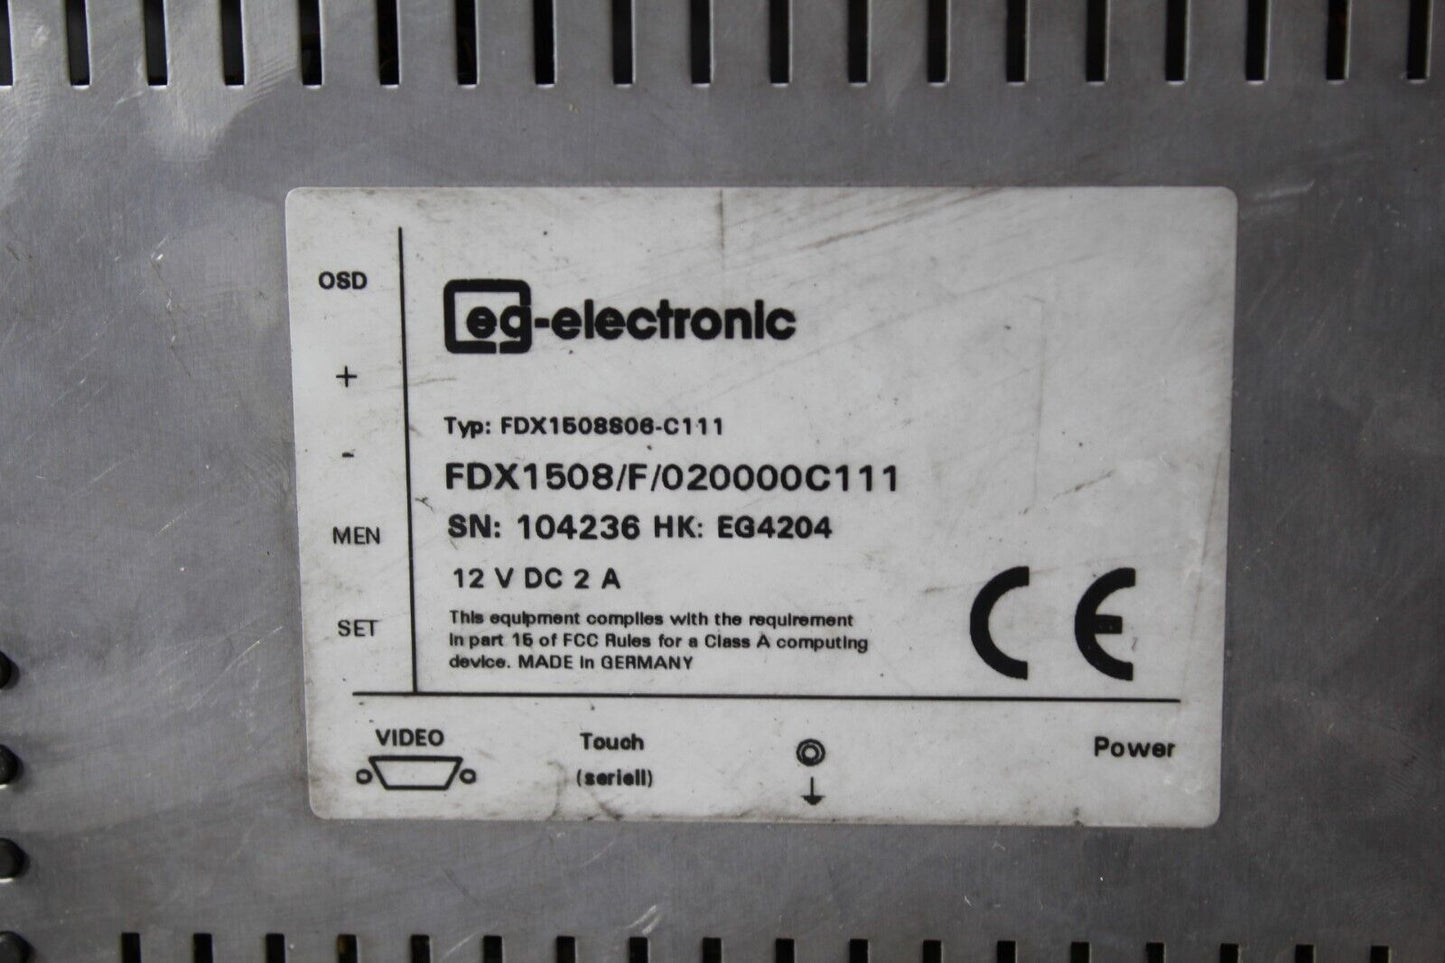 OSD
+
-
MEN
SET
eg-electronic
Typ: FDX1508S06-C111
FDX1508/F/020000C111
SN: 104236 HK: EG4204
12 V DC 2 A
This equipment complies with the requirement
in part 15 of FCC Rules for a Class A computing
device. MADE in GERMANY
CE
VIDEO
Touch
(seriell)
Power